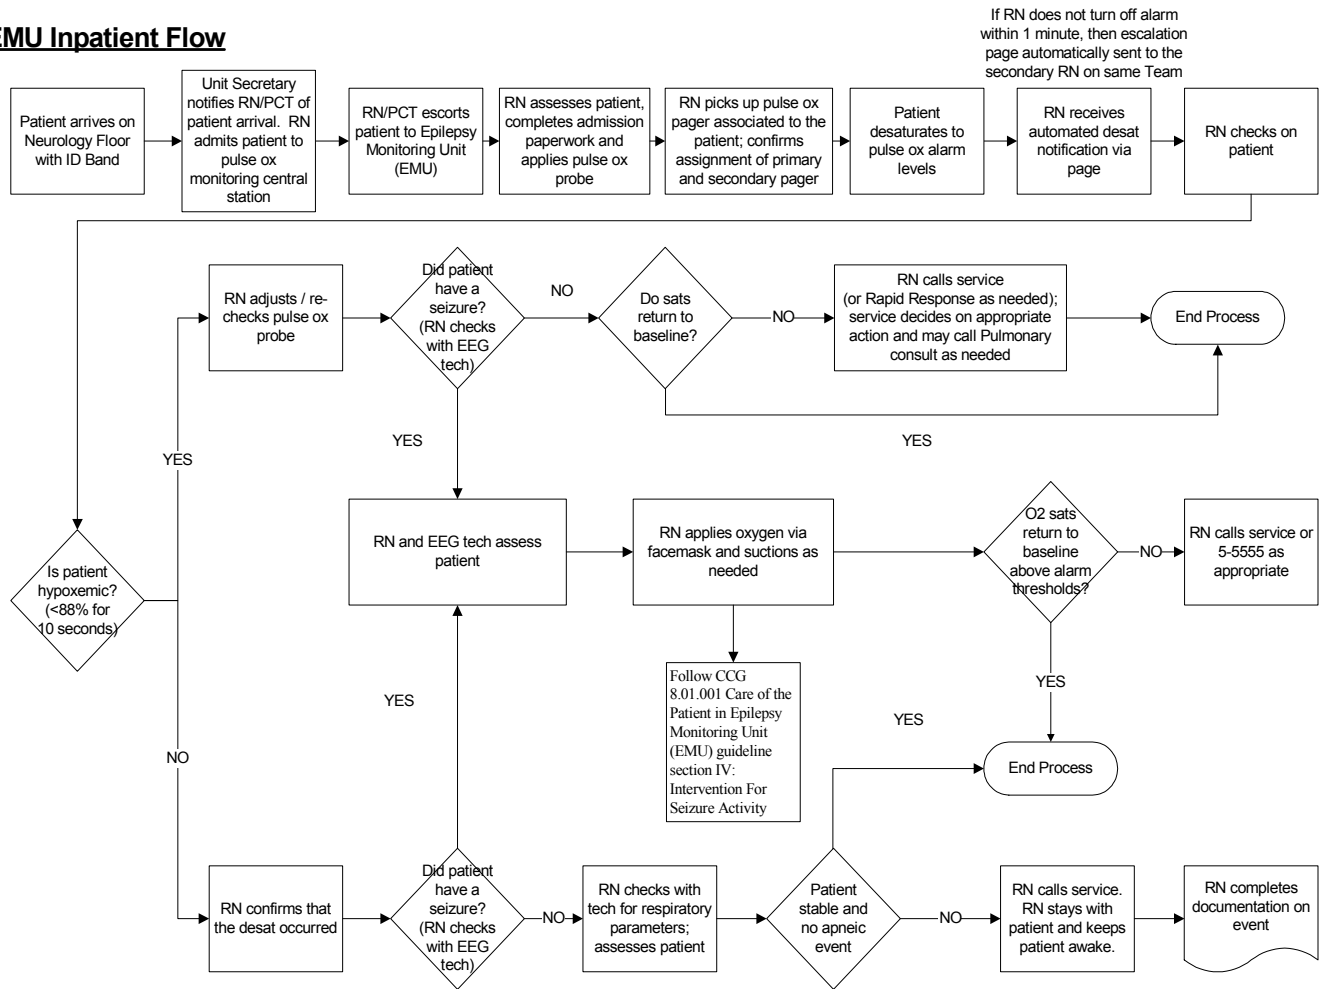 EMU Inpatient Flow
If RN does not turn off alarm
within 1 minute, then escalation
page automatically sent to the
secondary RN on same Team
Patient arrives on
Neurology Floor
with ID Band
Unit Secretary
notifies RN/PCT of
patient arrival. RN
admits patient to
pulse ox
monitoring central
station
RN/PCT escorts
patient to Epilepsy
Monitoring Unit
(EMU)
RN assesses patient,
completes admission
paperwork and
applies pulse ox
probe
RN picks up pulse ox
pager associated to the
patient; confirms
assignment of primary
and secondary pager
Patient
desaturates to
pulse ox alarm
levels
RN receives
automated desat
notification via
page
RN checks on
patient
RN adjusts / re-
checks pulse ox
probe
Did patient
have a
seizure?
(RN checks
with EEG
tech)
NO
Do sats
return to
baseline?
NO
RN calls service
(or Rapid Response as needed);
service decides on appropriate
action and may call Pulmonary
consult as needed
End Process
YES
YES
YES
Is patient
hypoxemic?
(<88% for
10 seconds)
RN and EEG tech assess
patient
RN applies oxygen via
facemask and suctions as
needed
O2 sats
return to
baseline
above alarm
thresholds?
NO
RN calls service or
5-5555 as
appropriate
Follow CCG
8.01.001 Care of the
Patient in Epilepsy
Monitoring Unit
(EMU) guideline
section IV:
Intervention For
Seizure Activity
YES
YES
YES
NO
End Process
RN confirms that
the desat occurred
Did patient
have a
seizure?
(RN checks
with EEG
tech)
NO
RN checks with
tech for respiratory
parameters;
assesses patient
Patient
stable and
no apneic
event
NO
RN calls service.
RN stays with
patient and keeps
patient awake.
RN completes
documentation on
event